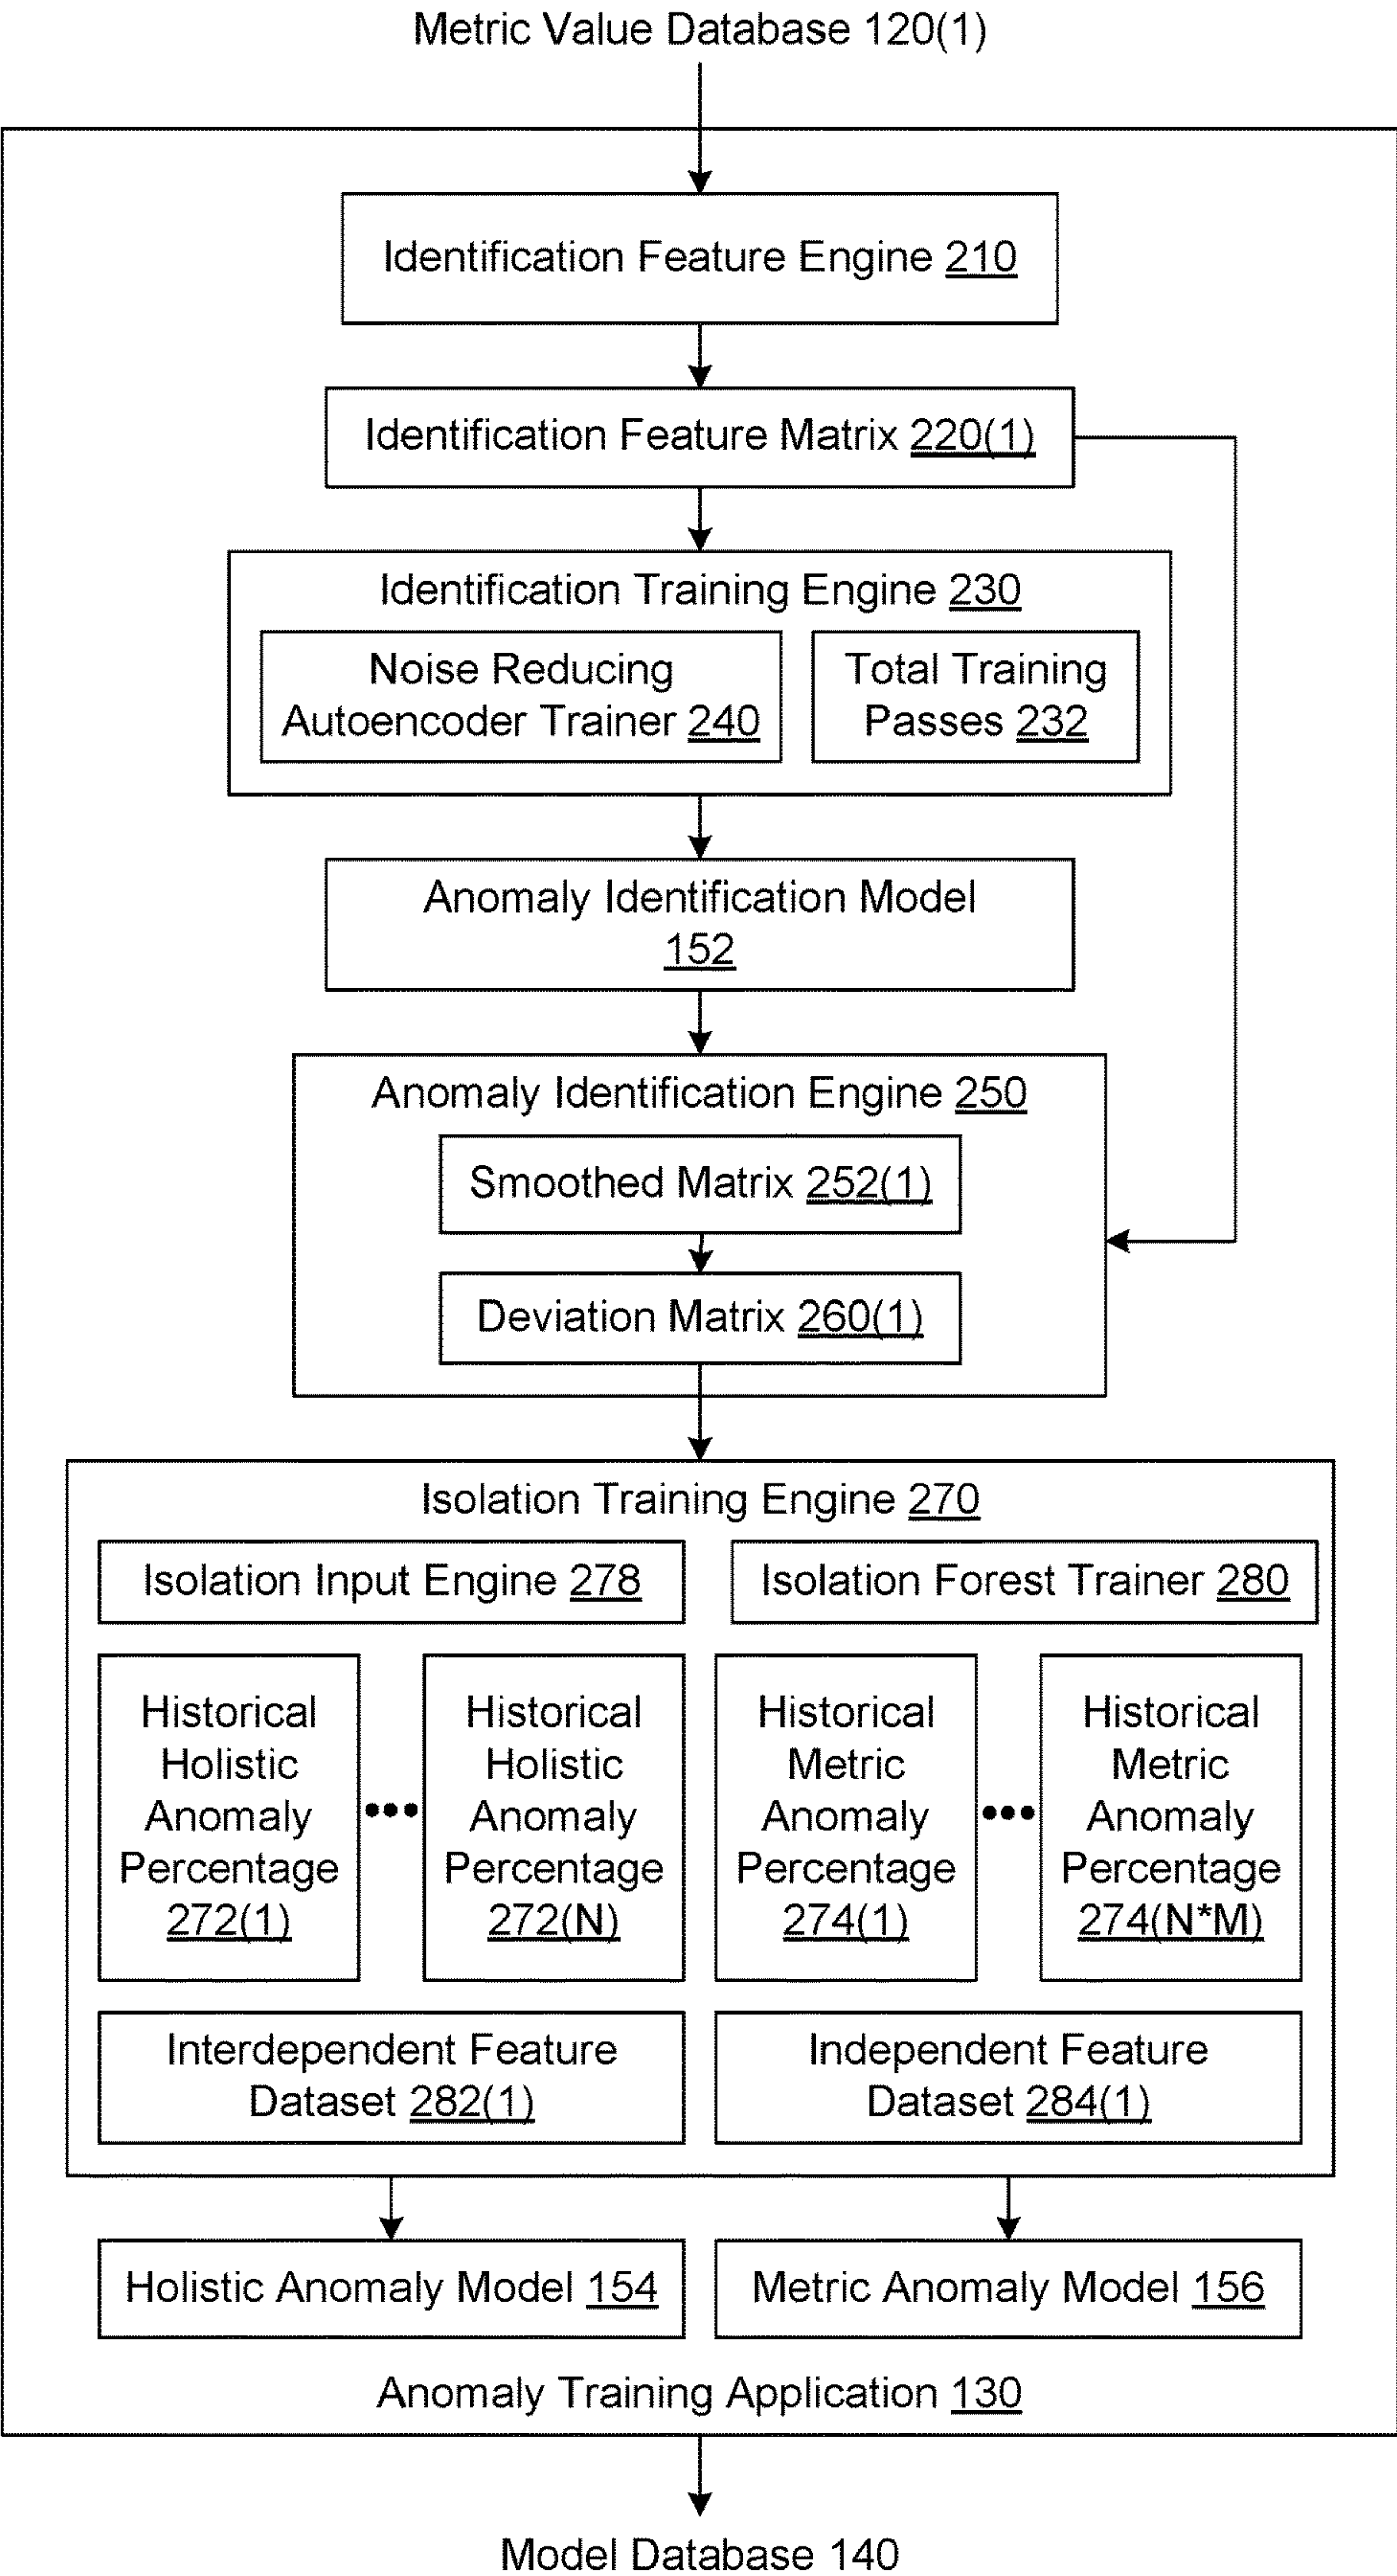 Metric Value Database 120(1)
Identification Feature Engine 210
Identification Feature Matrix 220(1)
Identification Training Engine 230
Noise Reducing
Autoencoder Trainer 240
Total Training
Passes 232
Anomaly Identification Model
152
Anomaly Identification Engine 250
Smoothed Matrix 252(1)
Deviation Matrix 260(1)
Isolation Training Engine 270
Isolation Input Engine 278
Isolation Forest Trainer 280
Historical
Holistic
Anomaly
Percentage
272(1)
Historical
Holistic
Anomaly
Percentage
272(N)
Historical
Metric
Anomaly
Percentage
274(1)
Historical
Metric
Anomaly
Percentage
274(N*M)
Interdependent Feature
Dataset 282(1)
Independent Feature
Dataset 284(1)
Holistic Anomaly Model 154
Metric Anomaly Model 156
Anomaly Training Application 130
Model Database 140